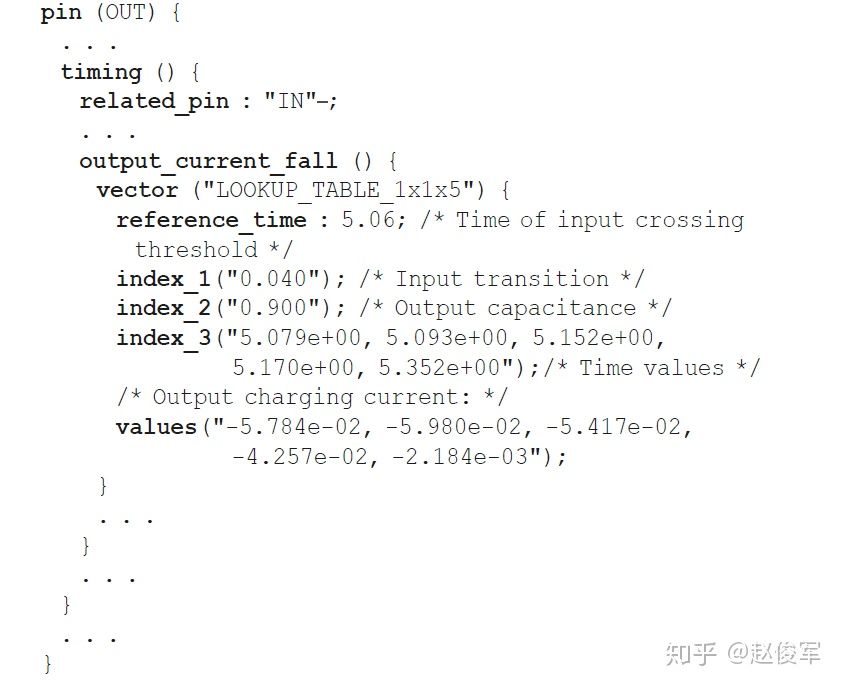 pin (OUT) {
. . .
timing () {
related_pin : "IN"–;
. . .
output_current_fall () {
vector ("LOOKUP_TABLE_1x1x5") {
reference_time : 5.06; /* Time of input crossing
threshold */
index_1("0.040"); /* Input transition */
index_2("0.900"); /* Output capacitance */
index_3("5.079e+00, 5.093e+00, 5.152e+00,
5.170e+00, 5.352e+00");/* Time values */
/* Output charging current: */
values("-5.784e-02, -5.980e-02, -5.417e-02,
-4.257e-02, -2.184e-03");
}
. . .
}
. . .
}
. . .
}
知乎 @赵俊军